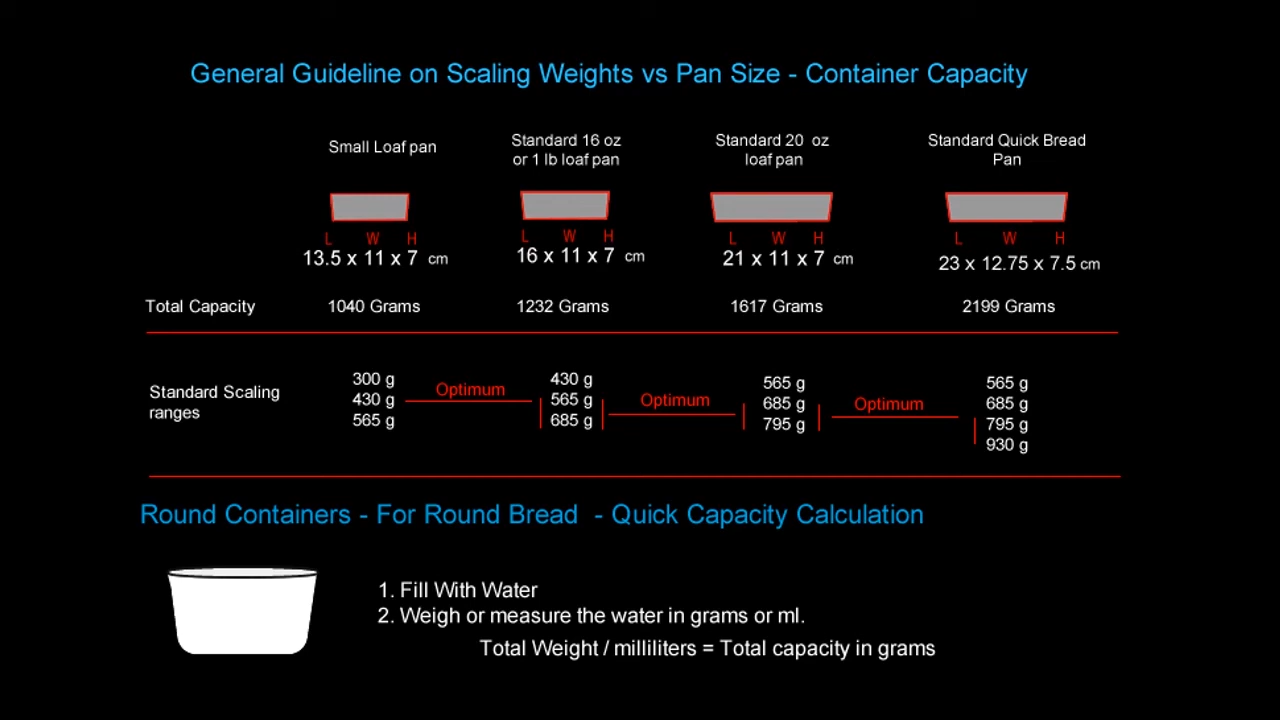 General Guideline on Scaling Weights vs Pan Size - Container Capacity
Small Loaf pan
Standard 16 oz
or 1 lb loaf pan
Standard 20 oz
loaf pan
Standard Quick Bread
Pan
L W H
13.5 x 11 x 7 cm
L W H
16 x 11 x 7 cm
L W H
21 x 11 x 7 cm
L W H
23 x 12.75 x 7.5 cm
Total Capacity 1040 Grams 1232 Grams 1617 Grams 2199 Grams
Standard Scaling
ranges
300 g
430 g
565 g
Optimum
430 g
565 g
685 g
Optimum
565 g
685 g
795 g
Optimum
565 g
685 g
795 g
930 g
Round Containers - For Round Bread - Quick Capacity Calculation
1. Fill With Water
2. Weigh or measure the water in grams or ml.
Total Weight / milliliters = Total capacity in grams